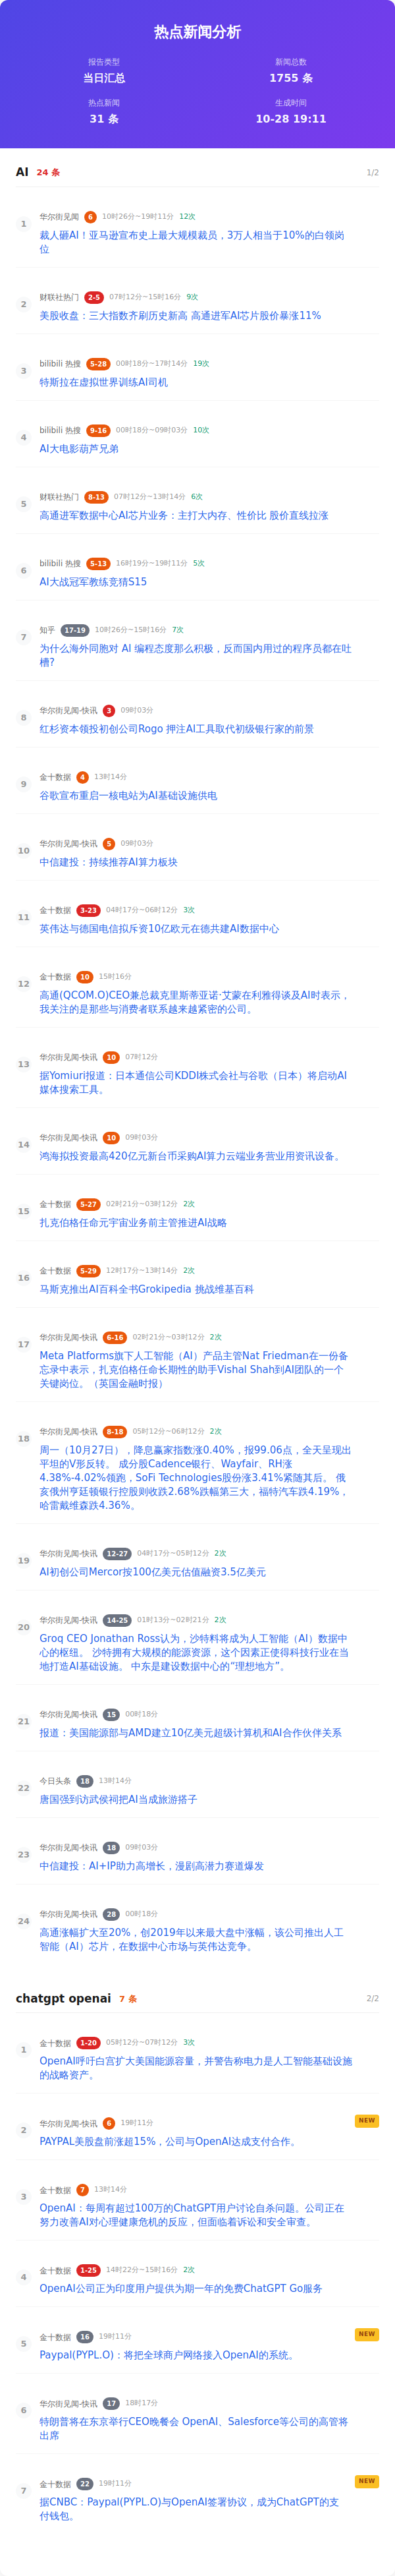 热点新闻分析
报告类型
当日汇总
新闻总数
1755 条
热点新闻
31 条
生成时间
10-28 19:11
AI 24 条 1/2
1
华尔街见闻 6 10时26分~19时11分 12次
裁人砸AI！亚马逊宣布史上最大规模裁员，3万人相当于10%的白领岗
位
2
财联社热门 2-5 07时12分~15时16分 9次
美股收盘：三大指数齐刷历史新高 高通进军AI芯片股价暴涨11%
3
bilibili 热搜 5-28 00时18分~17时14分 19次
特斯拉在虚拟世界训练AI司机
4
bilibili 热搜 9-16 00时18分~09时03分 10次
AI大电影葫芦兄弟
5
财联社热门 8-13 07时12分~13时14分 6次
高通进军数据中心AI芯片业务：主打大内存、性价比 股价直线拉涨
6
bilibili 热搜 5-13 16时19分~19时11分 5次
AI大战冠军教练竞猜S15
7
知乎 17-19 10时26分~15时16分 7次
为什么海外同胞对 AI 编程态度那么积极，反而国内用过的程序员都在吐
槽?
8
华尔街见闻-快讯 3 09时03分
红杉资本领投初创公司Rogo 押注AI工具取代初级银行家的前景
9
金十数据 4 13时14分
谷歌宣布重启一核电站为AI基础设施供电
10
华尔街见闻-快讯 5 09时03分
中信建投：持续推荐AI算力板块
11
金十数据 3-23 04时17分~06时12分 3次
英伟达与德国电信拟斥资10亿欧元在德共建AI数据中心
12
金十数据 10 15时16分
高通(QCOM.O)CEO兼总裁克里斯蒂亚诺·艾蒙在利雅得谈及AI时表示，
我关注的是那些与消费者联系越来越紧密的公司。
13
华尔街见闻-快讯 10 07时12分
据Yomiuri报道：日本通信公司KDDI株式会社与谷歌（日本）将启动AI
媒体搜索工具。
14
华尔街见闻-快讯 10 09时03分
鸿海拟投资最高420亿元新台币采购AI算力云端业务营业用资讯设备。
15
金十数据 5-27 02时21分~03时12分 2次
扎克伯格任命元宇宙业务前主管推进AI战略
16
金十数据 5-29 12时17分~13时14分 2次
马斯克推出AI百科全书Grokipedia 挑战维基百科
17
华尔街见闻-快讯 6-16 02时21分~03时12分 2次
Meta Platforms旗下人工智能（AI）产品主管Nat Friedman在一份备
忘录中表示，扎克伯格任命长期性的助手Vishal Shah到AI团队的一个
关键岗位。（英国金融时报）
18
华尔街见闻-快讯 8-18 05时12分~06时12分 2次
周一（10月27日），降息赢家指数涨0.40%，报99.06点，全天呈现出
平坦的V形反转。 成分股Cadence银行、Wayfair、RH涨
4.38%-4.02%领跑，SoFi Technologies股份涨3.41%紧随其后。 俄
亥俄州亨廷顿银行控股则收跌2.68%跌幅第三大，福特汽车跌4.19%，
哈雷戴维森跌4.36%。
19
华尔街见闻-快讯 12-27 04时17分~05时12分 2次
AI初创公司Mercor按100亿美元估值融资3.5亿美元
20
华尔街见闻-快讯 14-25 01时13分~02时21分 2次
Groq CEO Jonathan Ross认为，沙特料将成为人工智能（AI）数据中
心的枢纽。 沙特拥有大规模的能源资源，这个因素正使得科技行业在当
地打造AI基础设施。 中东是建设数据中心的“理想地方”。
21
华尔街见闻-快讯 15 00时18分
报道：美国能源部与AMD建立10亿美元超级计算机和AI合作伙伴关系
22
今日头条 18 13时14分
唐国强到访武侯祠把AI当成旅游搭子
23
华尔街见闻-快讯 18 09时03分
中信建投：AI+IP助力高增长，漫剧高潜力赛道爆发
24
华尔街见闻-快讯 28 00时18分
高通涨幅扩大至20%，创2019年以来最大盘中涨幅，该公司推出人工
智能（AI）芯片，在数据中心市场与英伟达竞争。
chatgpt openai 7 条 2/2
1
金十数据 1-20 05时12分~07时12分 3次
OpenAI呼吁白宫扩大美国能源容量，并警告称电力是人工智能基础设施
的战略资产。
2
华尔街见闻-快讯 6 19时11分 NEW
PAYPAL美股盘前涨超15%，公司与OpenAI达成支付合作。
3
金十数据 7 13时14分
OpenAI：每周有超过100万的ChatGPT用户讨论自杀问题。公司正在
努力改善AI对心理健康危机的反应，但面临着诉讼和安全审查。
4
金十数据 1-25 14时22分~15时16分 2次
OpenAI公司正为印度用户提供为期一年的免费ChatGPT Go服务
5
金十数据 16 19时11分 NEW
Paypal(PYPL.O)：将把全球商户网络接入OpenAI的系统。
6
华尔街见闻-快讯 17 18时17分
特朗普将在东京举行CEO晚餐会 OpenAI、Salesforce等公司的高管将
出席
7
金十数据 22 19时11分 NEW
据CNBC：Paypal(PYPL.O)与OpenAI签署协议，成为ChatGPT的支
付钱包。